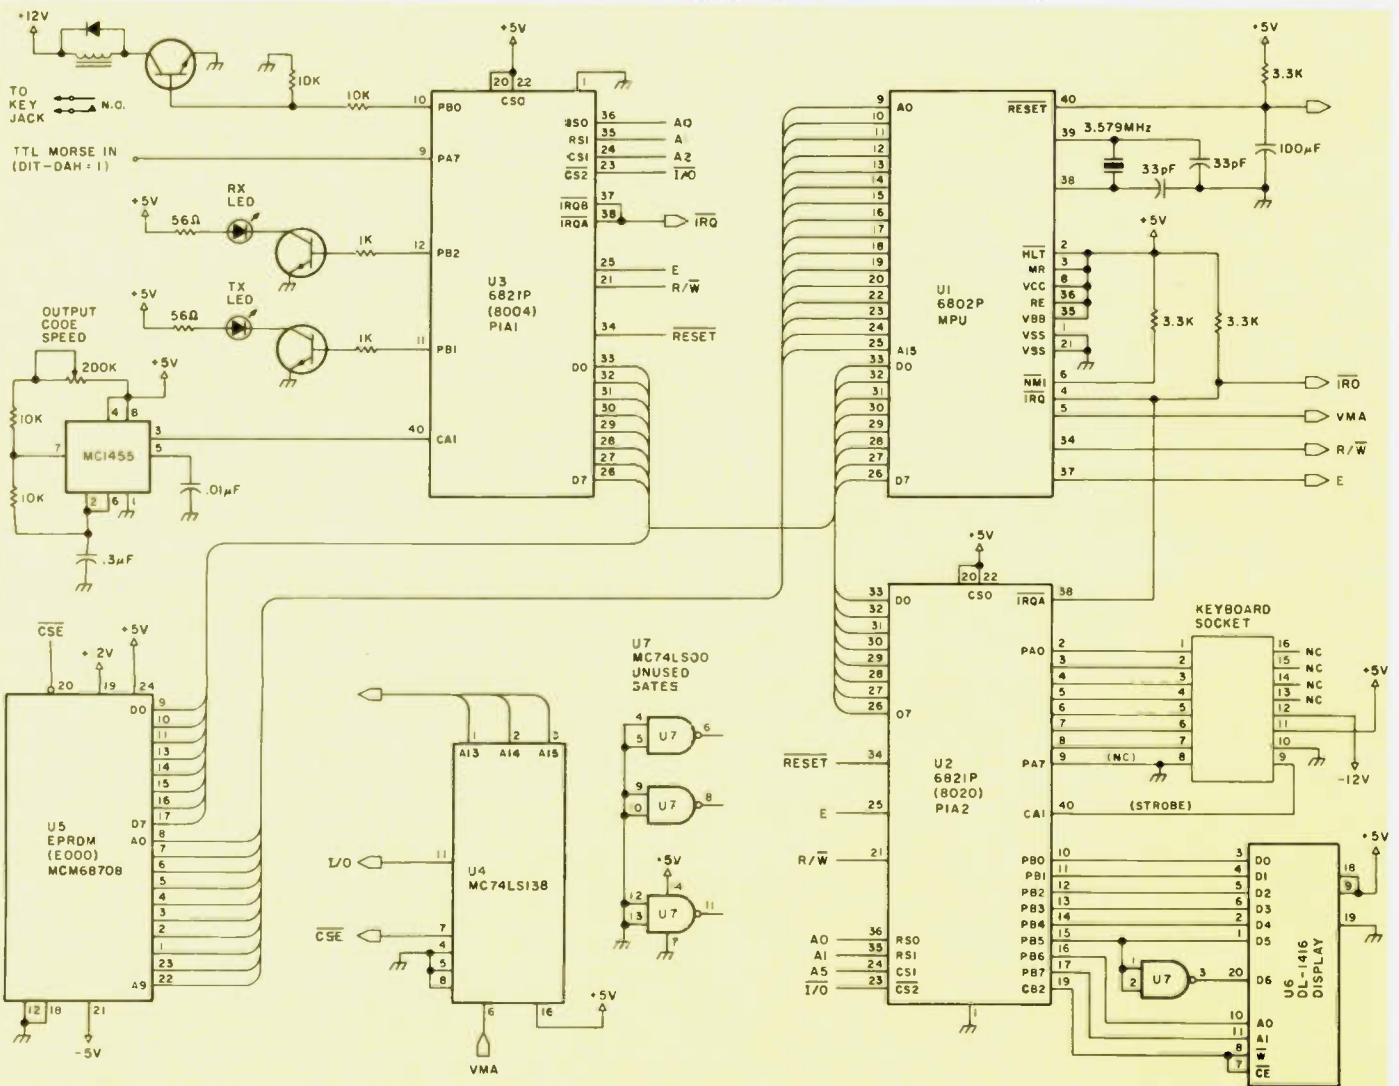 +12V
TO
KEY
JACK
N.O.
10K
10K
TTL MORSE IN
(DIT-DAH = 1)
+5V
56Ω
RX
LED
1K
+5V
56Ω
TX
LED
1K
OUTPUT
CODE
SPEED
200K
+5V
10K
10K
4 8
7
MC1455
3
5
2 6 1
.01µF
.3µF
+5V
20 22
CS0
1
10 PB0
9 PA7
12 PB2
11 PB1
40 CA1
U3
6821P
(8004)
PIA1
RS0 36 A0
RS1 35 A
CS1 24 A2
CS2 23 I/O
IRQB 37
IRQA 38 IRQ
25 E
21 R/W
34 RESET
D0 33
32
31
30
29
28
27
D7 26
9 A0
10
11
12
13
14
15
16
17
18
19
20
22
23
24
25 A15
33 D0
32
31
30
29
28
27
26 D7
U1
6802P
MPU
RESET 40
39
38
3.579MHz
33pF
33pF
+5V
3.3K
100µF
+5V
HLT 2
MR 3
VCC 8
RE 36
VBB 35
VSS 1
VSS 21
NMI 6
IRQ 4
3.3K
3.3K
IRQ
5 VMA
34 R/W
37 E
+5V
20 22
CS0
33 D0
32
31
30
29
28
27
26 D7
IRQA 38
U2
6821P
(8020)
PIA2
RESET 34
E 25
R/W 21
A0 36 RS0
A1 35 RS1
A5 24 CS1
I/O 23 CS2
1
PA0 2
3
4
5
6
7
8
PA7 9
(NC)
CA1 40
(STROBE)
PB0 10
PB1 11
PB2 12
PB3 13
PB4 14
PB5 15
PB6 16
PB7 17
CB2 19
KEYBOARD
SOCKET
1
2
3
4
5
6
7
8
16 NC
15 NC
14 NC
13 NC
12
11
10
9
+5V
-12V
1
2
U7
3
3 D0
4 D1
5 D2
6 D3
2 D4
1 D5
20 D6
10 A0
11 A1
8 W
7 CE
U6
DL-1416
DISPLAY
18
9
19
+5V
CSE
+ 2V
+5V
20 19 24
D0 9
10
11
13
14
15
16
D7 17
A0 8
7
6
5
4
3
2
1
23
A9 22
U5
EPROM
(E000)
MCM68708
12 18 21
-5V
1 2 3
A13 A14 A15
I/O 11
U4
MC74LS138
CSE 7
4
5
8
6 16
VMA
+5V
U7
MC74LS00
UNUSED
GATES
4
5
U7
6
9
0
U7
8
+5V
4
12
13
U7
11
7